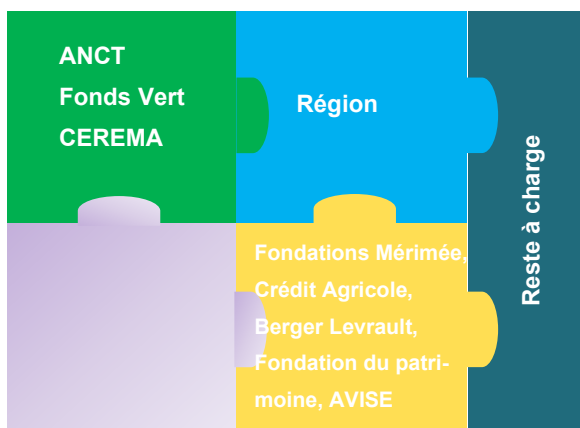 ANCT
Fonds Vert
CEREMA
Région
Fondations Mérimée,
Crédit Agricole,
Berger Levrault,
Fondation du patri-
moine, AVISE
Reste à charge